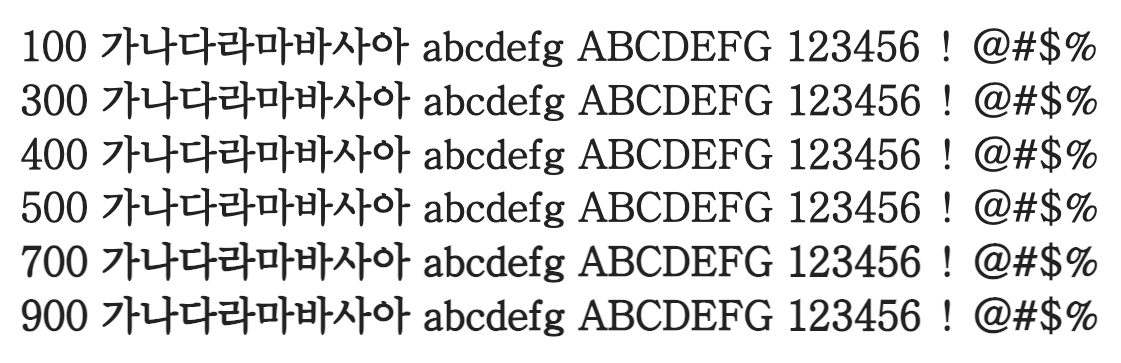 100 가나다라마바사아 abcdefg ABCDEFG 123456 ! @#$%
300 가나다라마바사아 abcdefg ABCDEFG 123456 ! @#$%
400 가나다라마바사아 abcdefg ABCDEFG 123456 ! @#$%
500 가나다라마바사아 abcdefg ABCDEFG 123456 ! @#$%
700 가나다라마바사아 abcdefg ABCDEFG 123456 ! @#$%
900 가나다라마바사아 abcdefg ABCDEFG 123456 ! @#$%